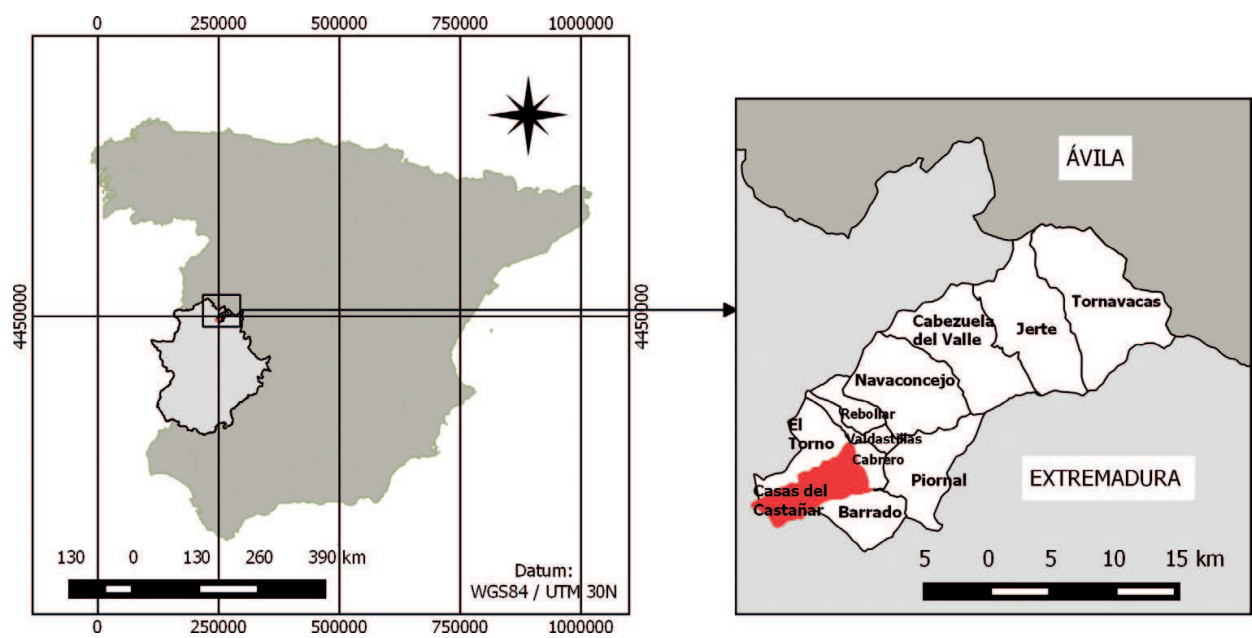 0 250000 500000 750000 1000000
4450000
4450000
130 0 130 260 390 km
Datum:
WGS84 / UTM 30N
0 250000 500000 750000 1000000
ÁVILA
Tornavacas
Jerte
Cabezuela
del Valle
Navaconcejo
Rebollar
El
Torno
Valdastillas
Cabrero
Piornal
Casas del
Castañar
Barrado
EXTREMADURA
5 0 5 10 15 km